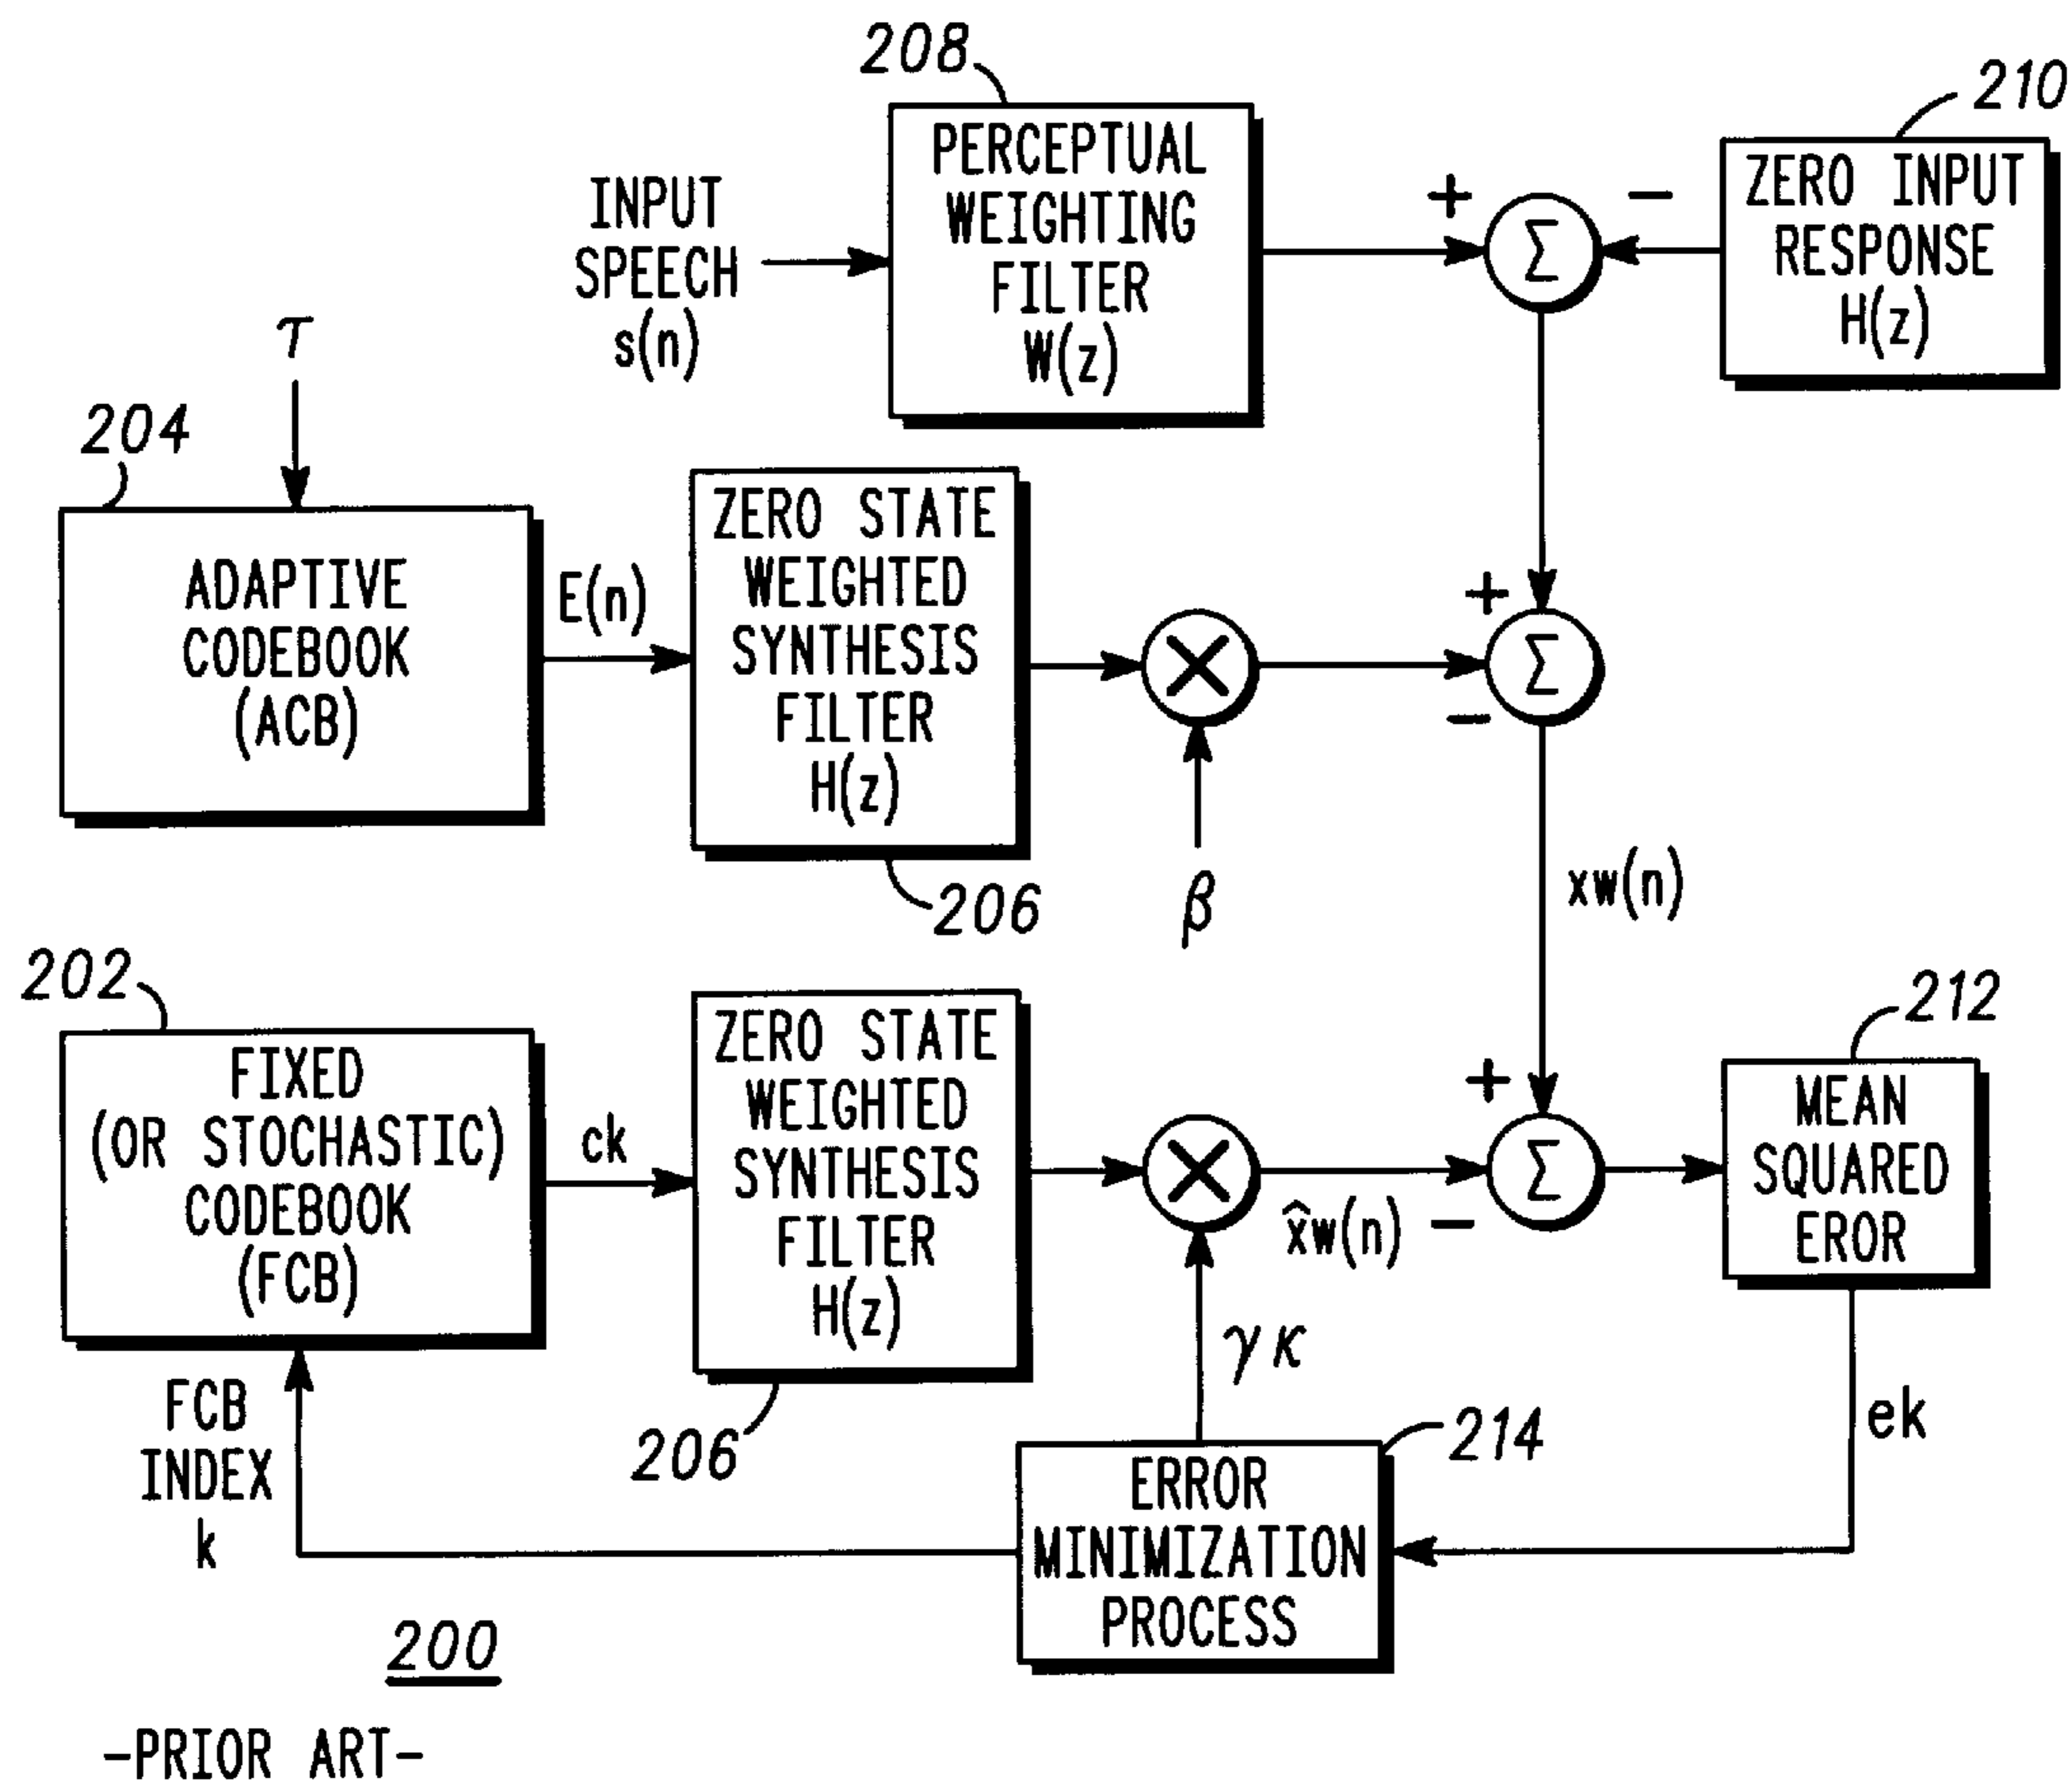 208
PERCEPTUAL
WEIGHTING
FILTER
W(z)
INPUT
SPEECH
s(n)
+
Σ
−
210
ZERO INPUT
RESPONSE
H(z)
τ
204
ADAPTIVE
CODEBOOK
(ACB)
E(n)
ZERO STATE
WEIGHTED
SYNTHESIS
FILTER
H(z)
206
×
β
+
Σ
−
xw(n)
202
FIXED
(OR STOCHASTIC)
CODEBOOK
(FCB)
ck
ZERO STATE
WEIGHTED
SYNTHESIS
FILTER
H(z)
206
×
x̂w(n)
−
+
Σ
212
MEAN
SQUARED
EROR
γκ
ek
214
ERROR
MINIMIZATION
PROCESS
FCB
INDEX
k
200
-PRIOR ART-